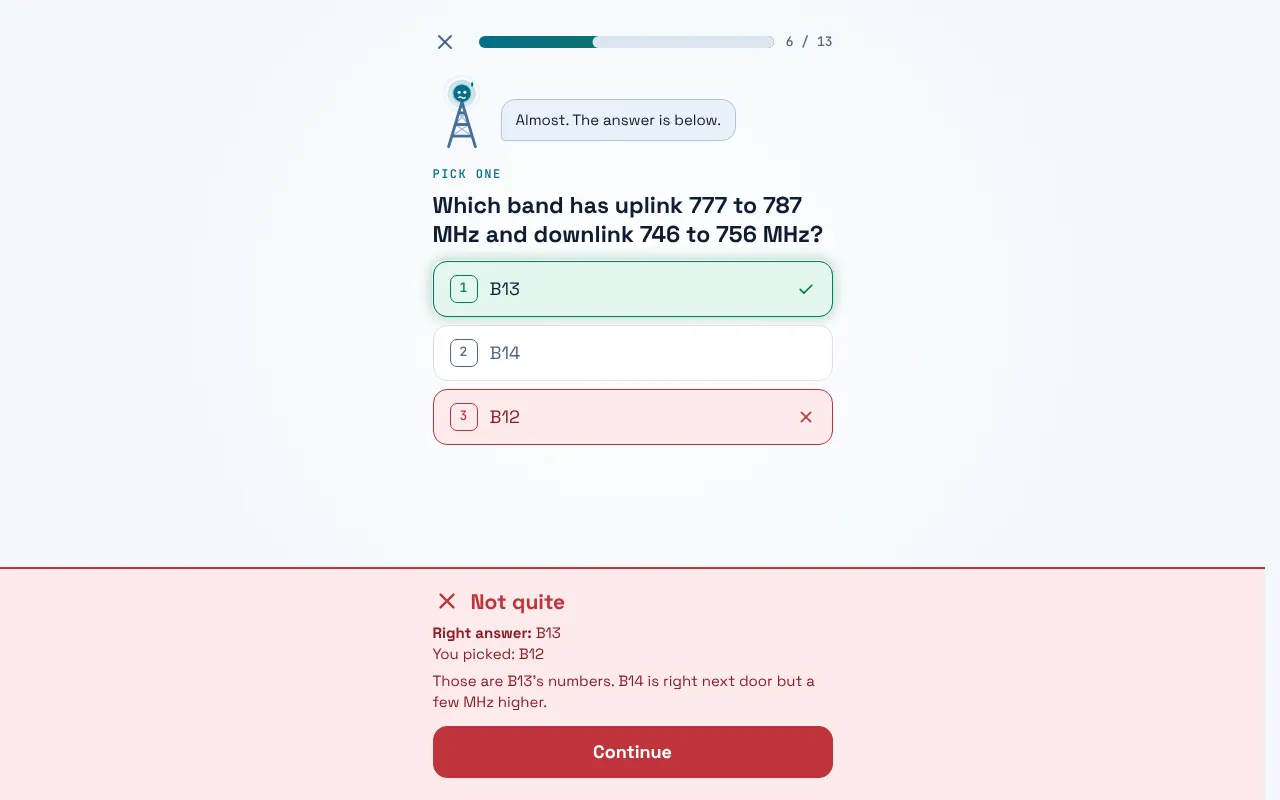 6 / 13
Almost. The answer is below.
PICK ONE
Which band has uplink 777 to 787
MHz and downlink 746 to 756 MHz?
1 B13
2 B14
3 B12
Not quite
Right answer: B13
You picked: B12
Those are B13's numbers. B14 is right next door but a
few MHz higher.
Continue